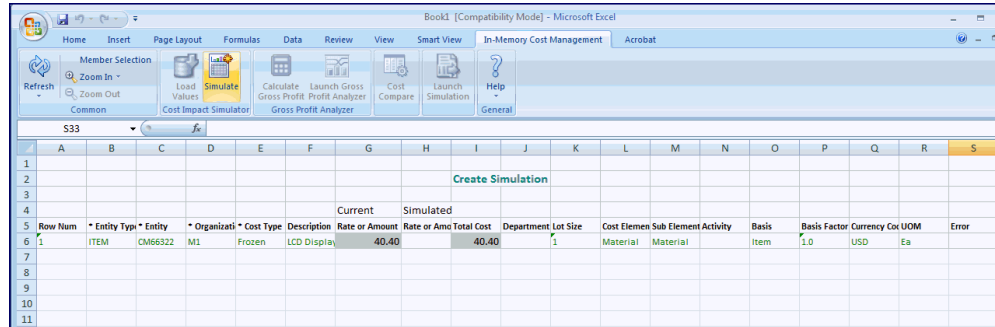 Book1 [Compatibility Mode] - Microsoft Excel
Home Insert Page Layout Formulas Data Review View Smart View In-Memory Cost Management Acrobat
Refresh
Member Selection
Zoom In
Zoom Out
Common
Load Values
Simulate
Cost Impact Simulator
Calculate Gross Profit
Launch Gross Profit Analyzer
Gross Profit Analyzer
Cost Compare
Launch Simulation
Help
General
S33 fx
A B C D E F G H I J K L M N O P Q R S
1
2 Create Simulation
3
4 Current Simulated
5 Row Num * Entity Type * Entity * Organizati * Cost Type Description Rate or Amount Rate or Amo Total Cost Department Lot Size Cost Elemen Sub Element Activity Basis Basis Factor Currency Coc UOM Error
6 1 ITEM CM66322 M1 Frozen LCD Display 40.40 40.40 1 Material Material Item 1.0 USD Ea
7
8
9
10
11